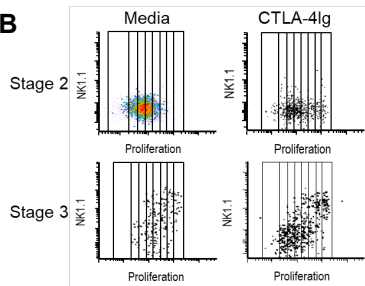 B
Media CTLA-4Ig
Stage 2 NK1.1 NK1.1
Proliferation Proliferation
Stage 3 NK1.1 NK1.1
Proliferation Proliferation